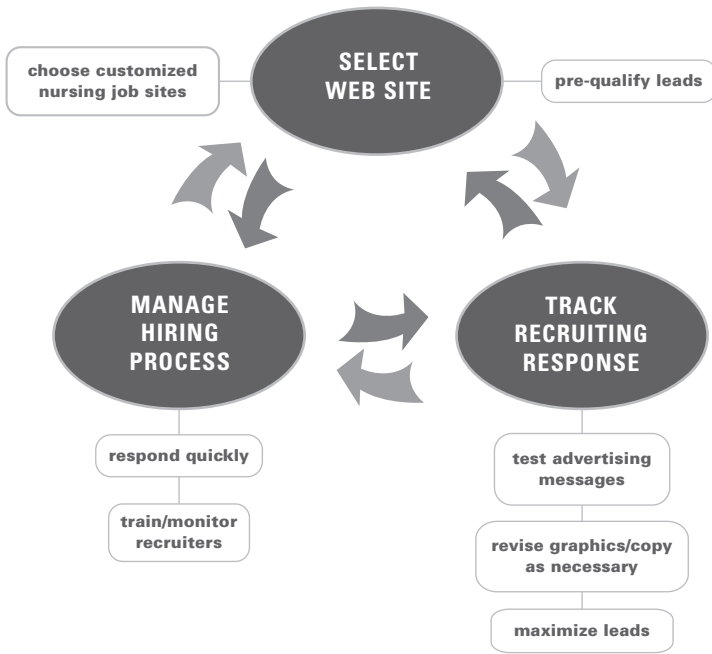 SELECT
WEB SITE
choose customized
nursing job sites
pre-qualify leads
MANAGE
HIRING
PROCESS
respond quickly
train/monitor
recruiters
TRACK
RECRUITING
RESPONSE
test advertising
messages
revise graphics/copy
as necessary
maximize leads